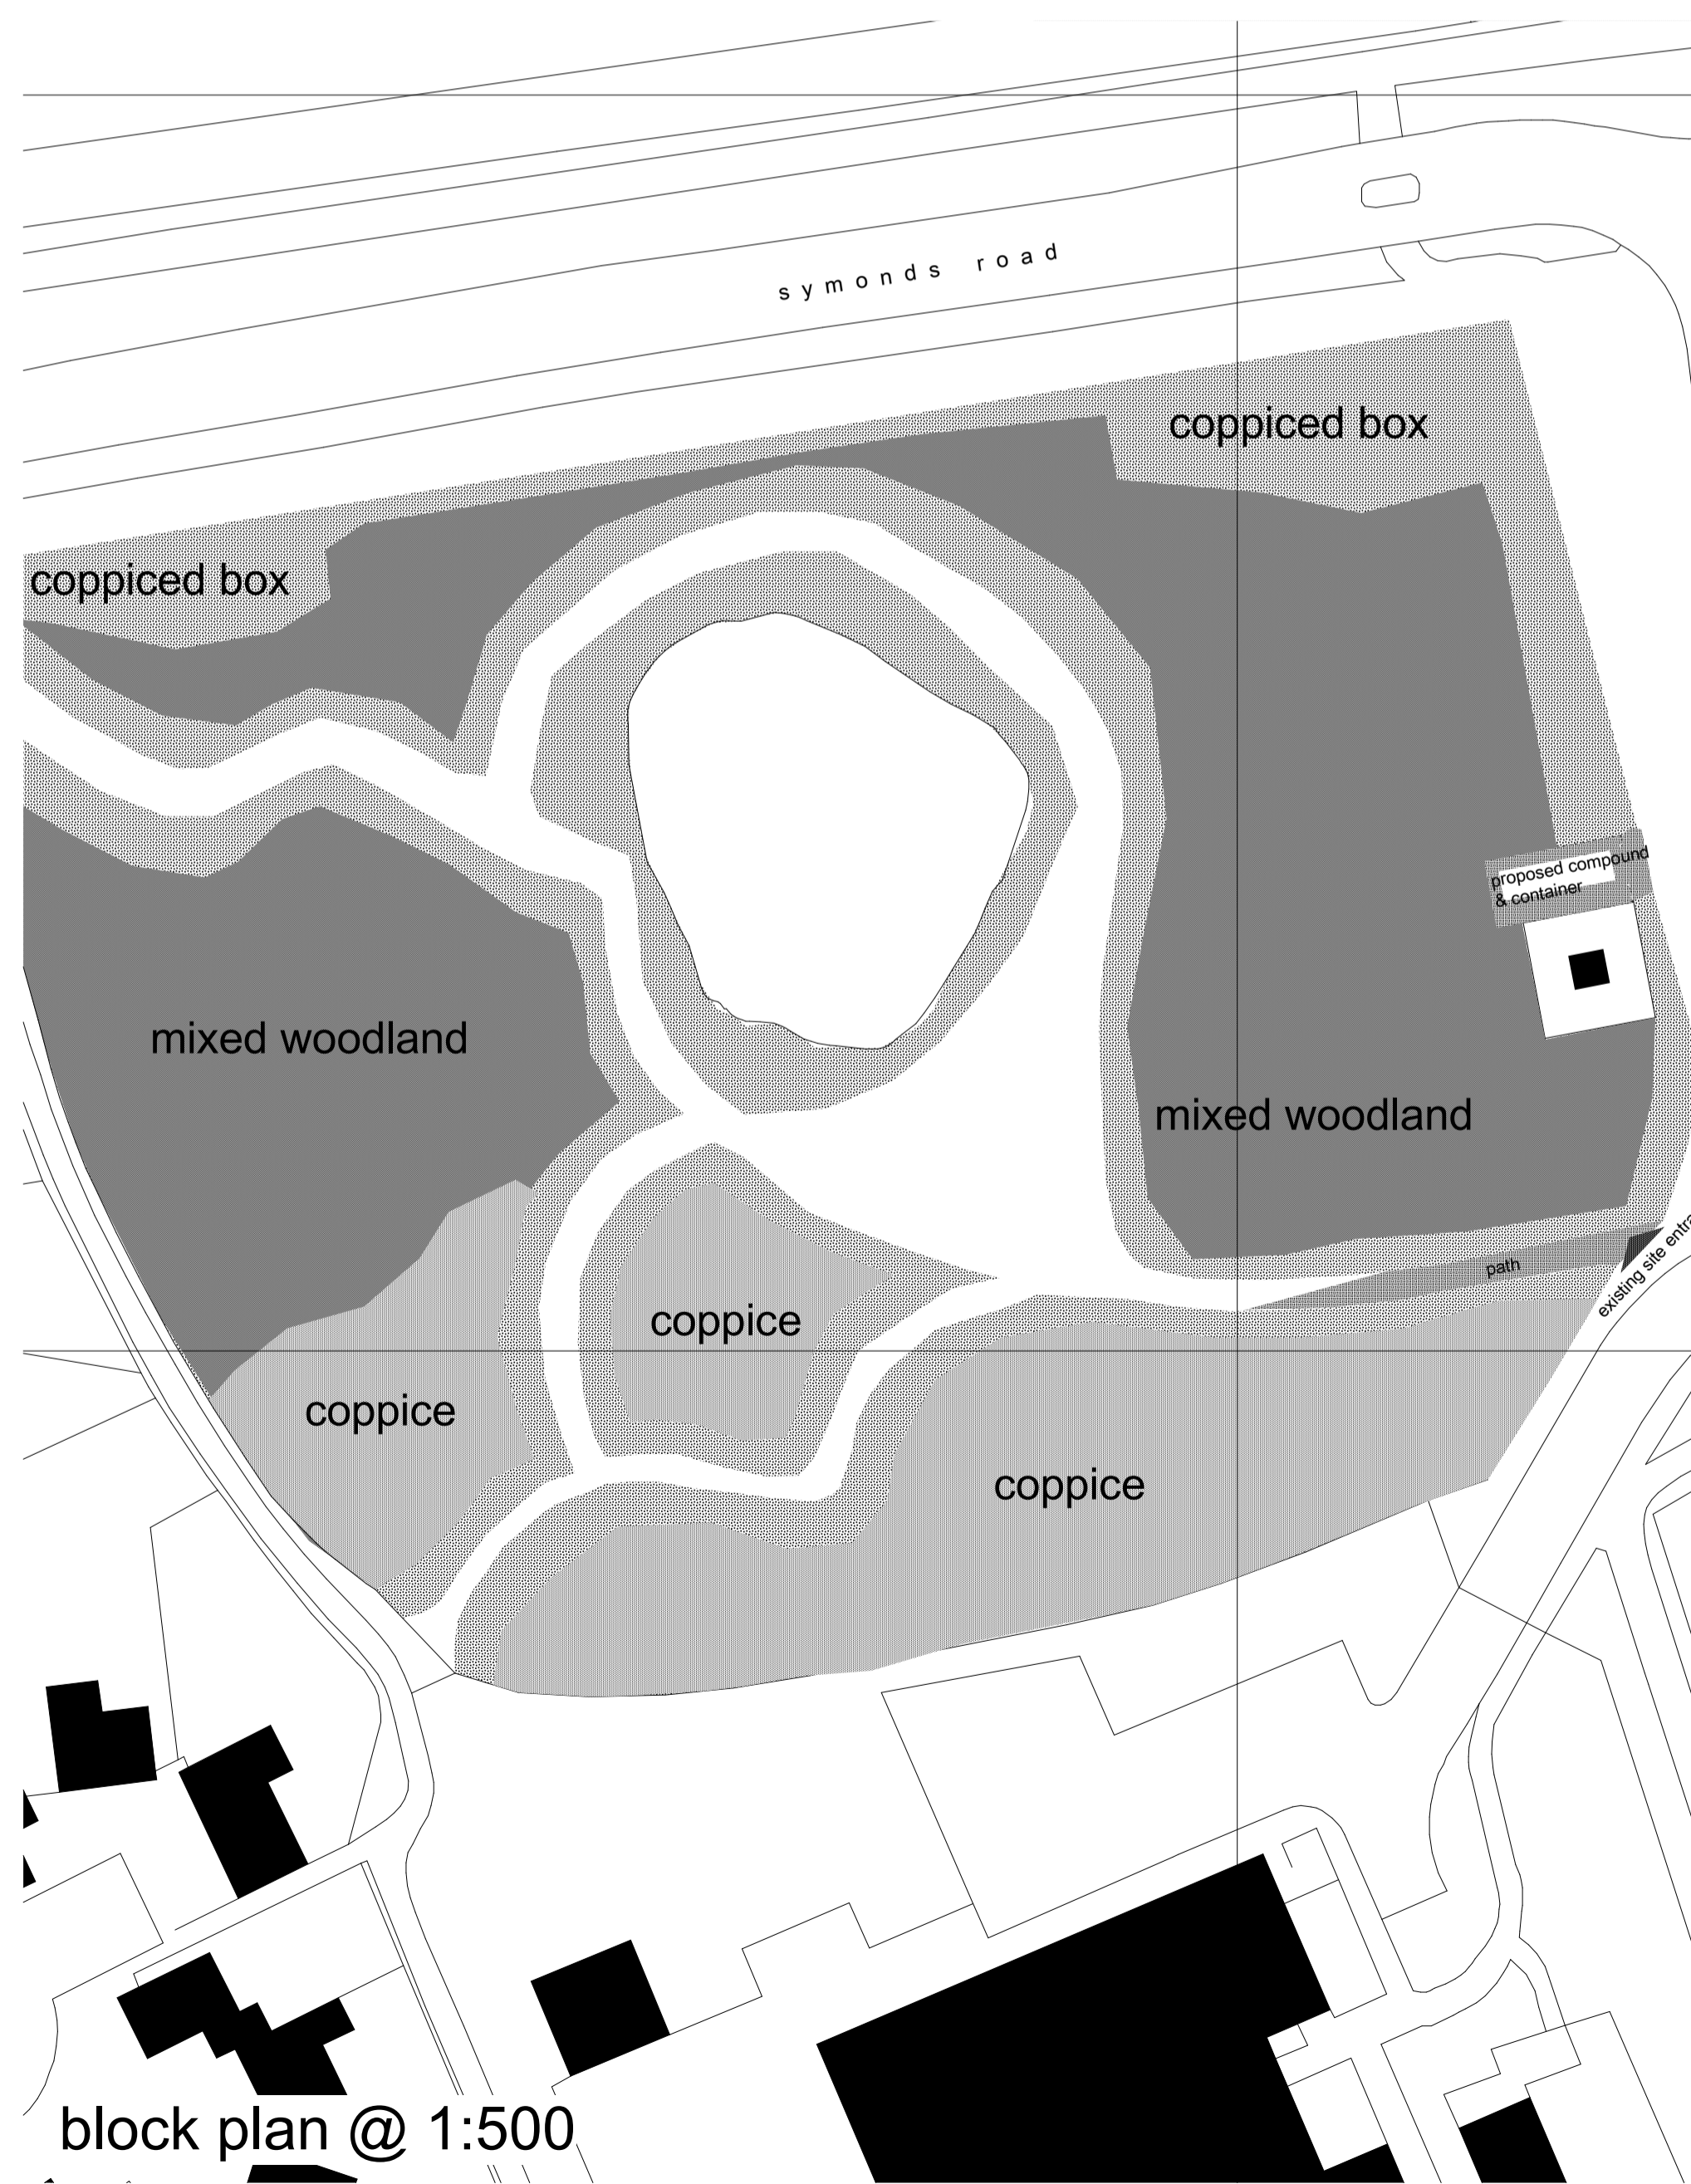 symonds road
coppiced box
coppiced box
proposed compound
& container
mixed woodland
mixed woodland
existing site entra
path
coppice
coppice
coppice
block plan @ 1:500